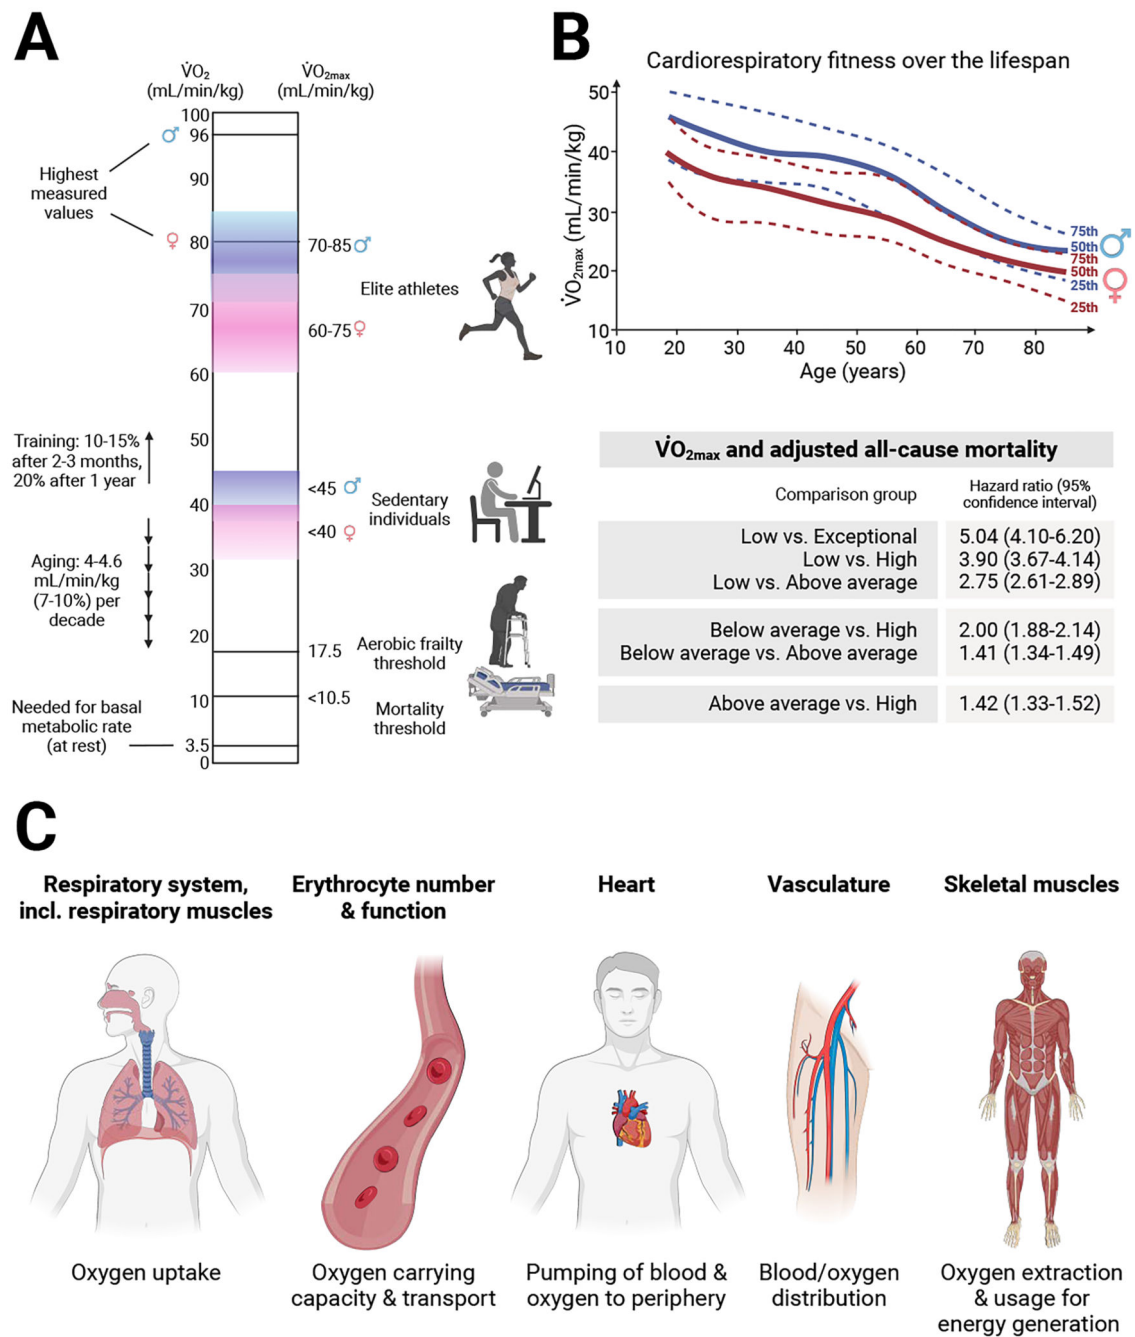 A
V̇O2
(mL/min/kg)
V̇O2max
(mL/min/kg)
100
96
90
80
70
60
50
40
30
20
10
3.5
0
♂
♀
Highest
measured
values
70-85♂
Elite athletes
60-75♀
Training: 10-15%
after 2-3 months,
20% after 1 year
<45 ♂
<40 ♀
Sedentary
individuals
Aging: 4-4.6
mL/min/kg
(7-10%) per
decade
17.5
Aerobic frailty
threshold
<10.5
Mortality
threshold
Needed for basal
metabolic rate
(at rest)
B
Cardiorespiratory fitness over the lifespan
V̇O2max (mL/min/kg)
50
40
30
20
10
10
20
30
40
50
60
70
80
Age (years)
75th
50th
75th
50th
25th
25th
♂
♀
V̇O2max and adjusted all-cause mortality
Comparison group
Hazard ratio (95%
confidence interval)
Low vs. Exceptional 5.04 (4.10-6.20)
Low vs. High 3.90 (3.67-4.14)
Low vs. Above average 2.75 (2.61-2.89)
Below average vs. High 2.00 (1.88-2.14)
Below average vs. Above average 1.41 (1.34-1.49)
Above average vs. High 1.42 (1.33-1.52)
C
Respiratory system,
incl. respiratory muscles
Oxygen uptake
Erythrocyte number
& function
Oxygen carrying
capacity & transport
Heart
Pumping of blood &
oxygen to periphery
Vasculature
Blood/oxygen
distribution
Skeletal muscles
Oxygen extraction
& usage for
energy generation